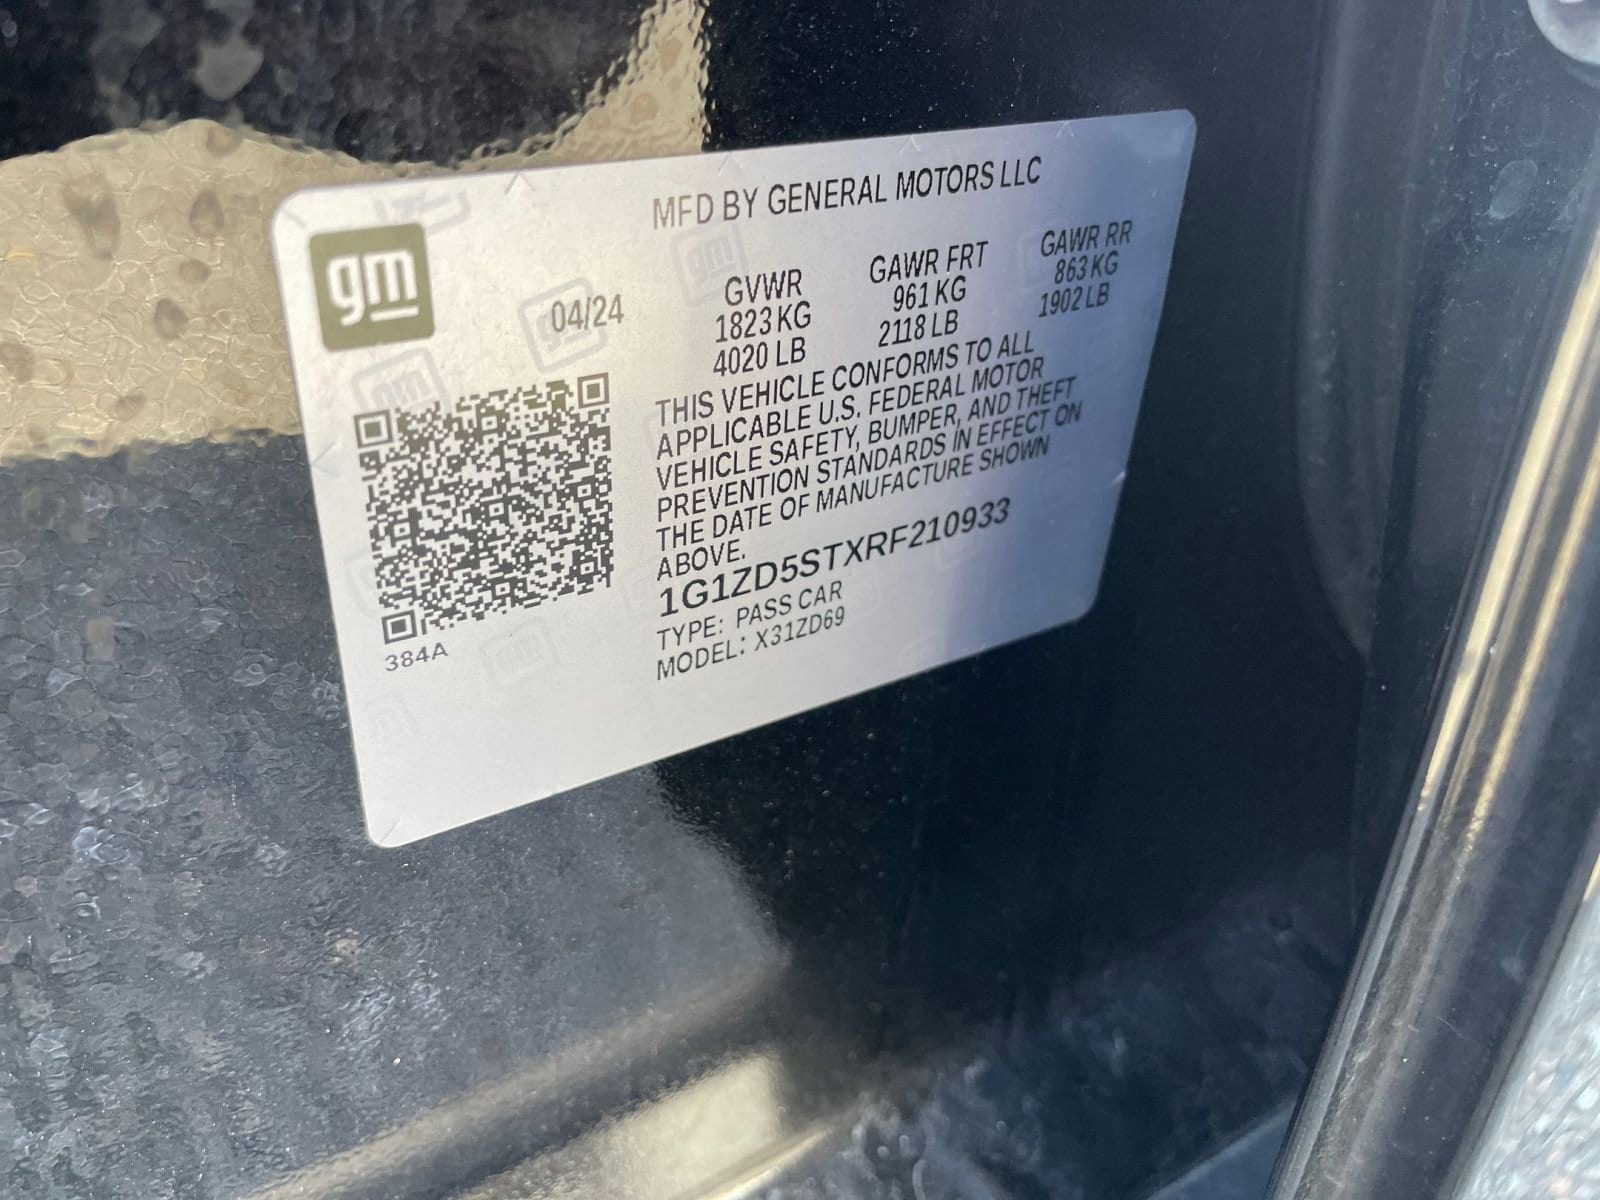 MFD BY GENERAL MOTORS LLC
gm
04/24
GVWR
1823 KG
4020 LB
GAWR FRT
961 KG
2118 LB
GAWR RR
863 KG
1902 LB
THIS VEHICLE CONFORMS TO ALL
APPLICABLE U.S. FEDERAL MOTOR
VEHICLE SAFETY, BUMPER, AND THEFT
PREVENTION STANDARDS IN EFFECT ON
THE DATE OF MANUFACTURE SHOWN
ABOVE.
1G1ZD5STXRF210933
TYPE: PASS CAR
MODEL: X31ZD69
384A